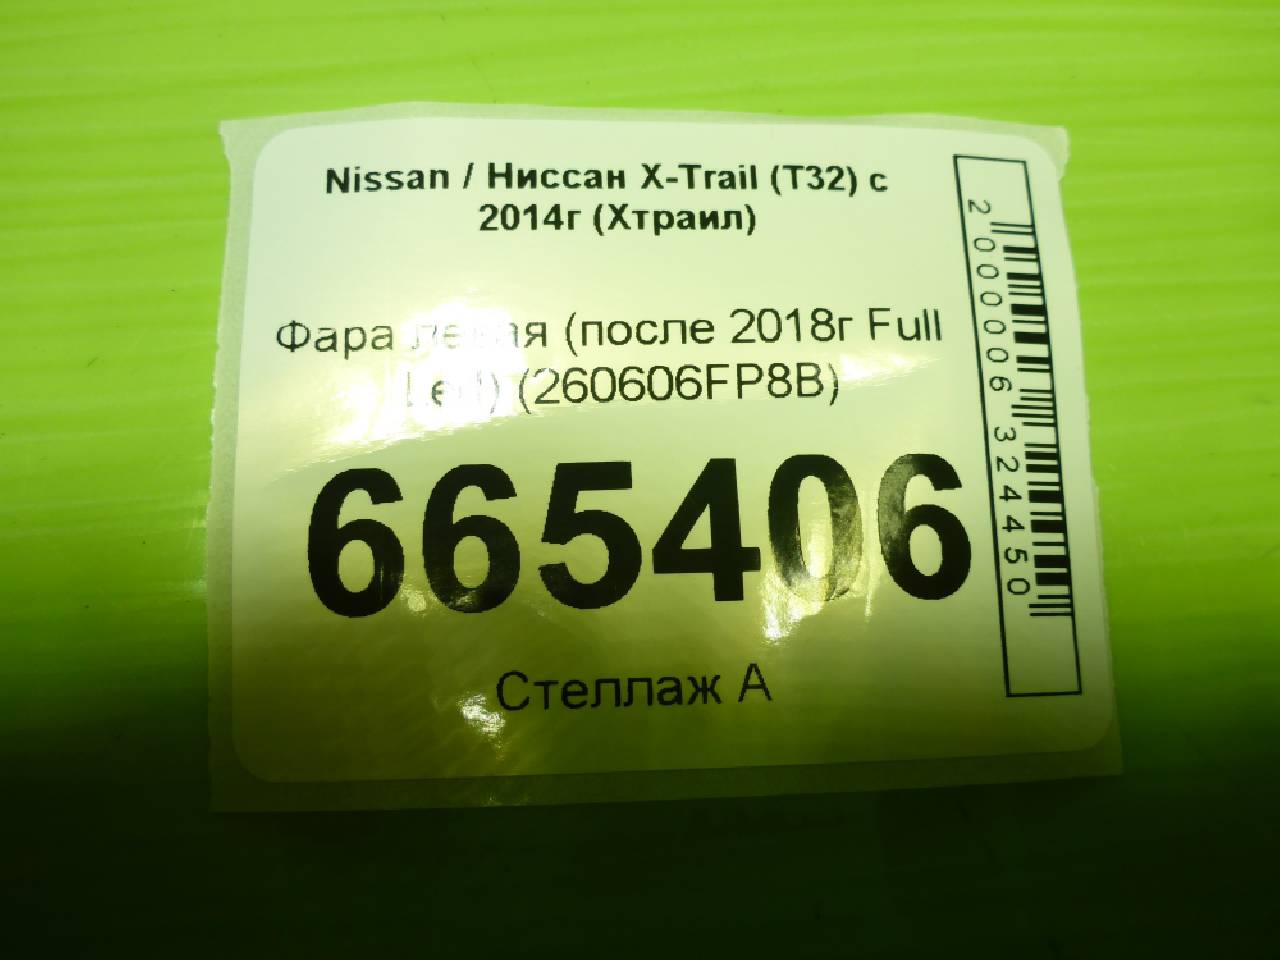 Nissan / Ниссан X-Trail (T32) с
2014г (Хтраил)
Фара левая (после 2018г Full
Led) (260606FP8B)
665406
Стеллаж А
2000006324450